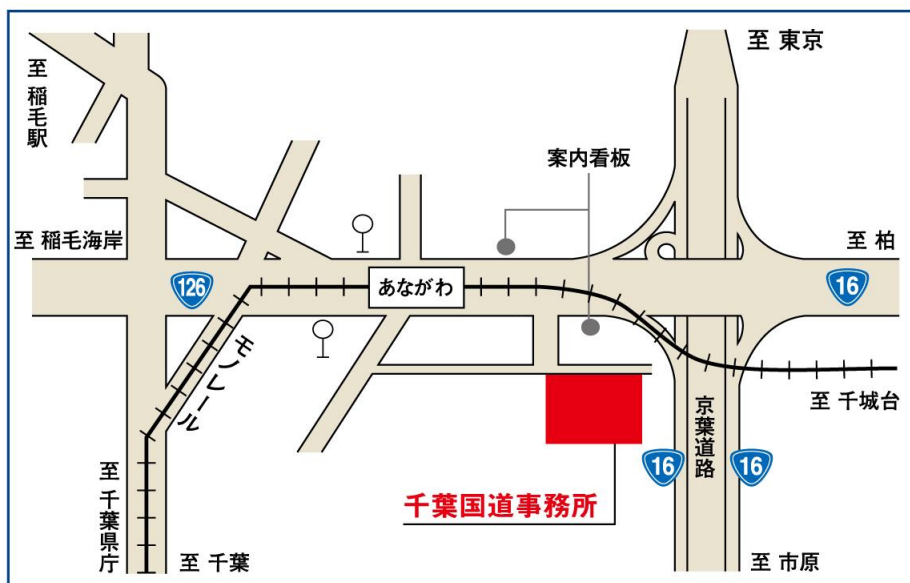 至 東京
至 稲毛駅
案内看板
至 稲毛海岸
至 柏
126
あながわ
16
モノレール
至 千城台
京葉道路
16
16
至 千葉県庁
千葉国道事務所
至 千葉
至 市原